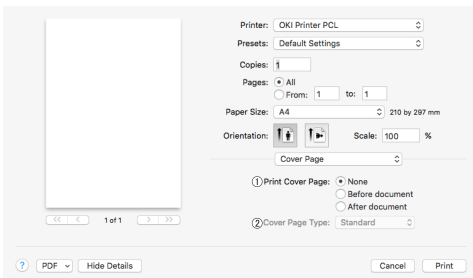 Printer: OKI Printer PCL
Presets: Default Settings
Copies: 1
Pages: All
From: 1 to: 1
Paper Size: A4 210 by 297 mm
Orientation: Scale: 100 %
Cover Page
①Print Cover Page: None
Before document
After document
②Cover Page Type: Standard
<< < 1 of 1 > >>
? PDF Hide Details Cancel Print